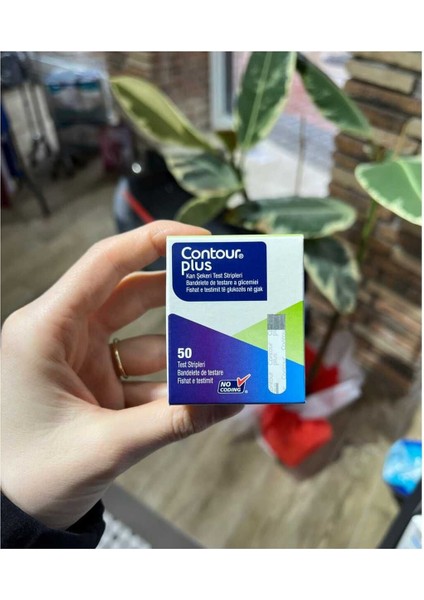 Contour®
plus
Kan Şekeri Test Stripleri
Bandelete de testare a glicemiei
Fishat e testimit të glukozës në gjak
50
Test Stripleri
Bandelete de testare
Fishat e testimit
NO
CODING